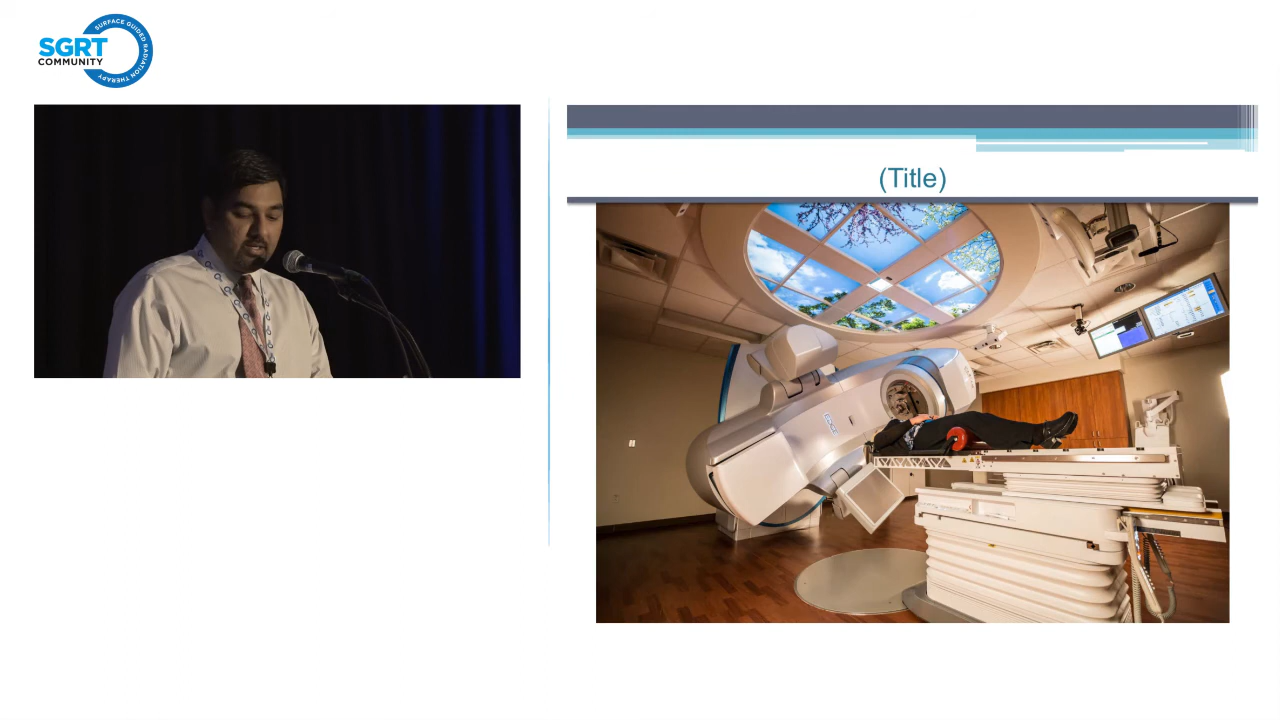 SGRT
COMMUNITY
SURFACE GUIDED RADIATION THERAPY
(Title)